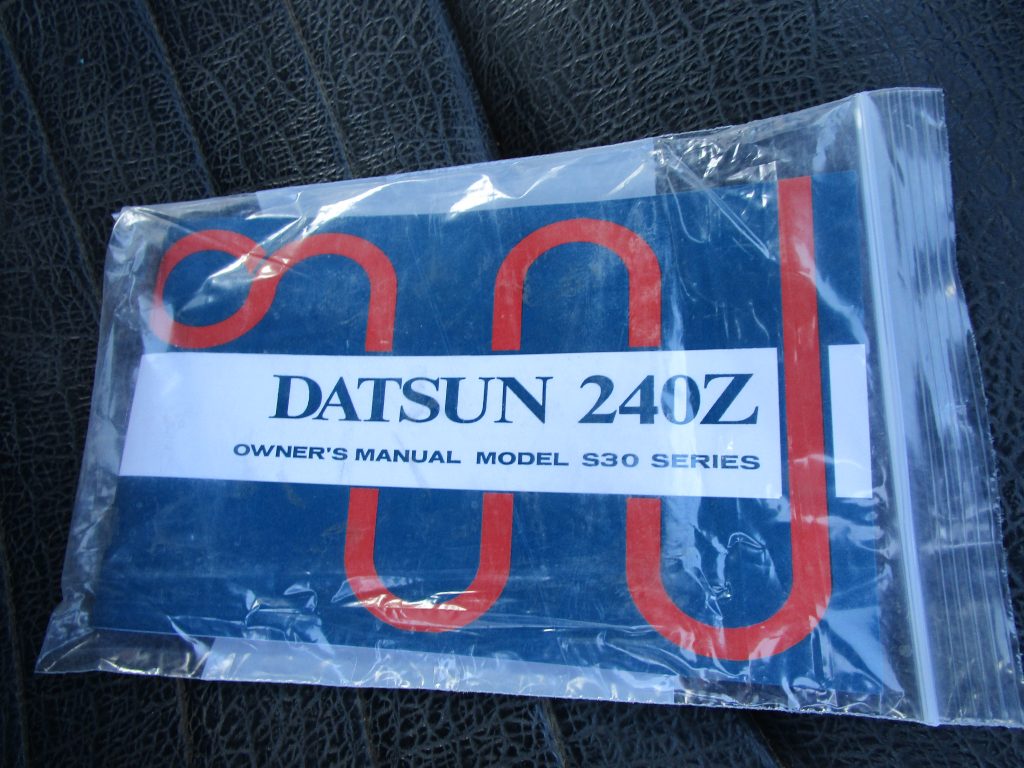 DATSUN 240Z
OWNER'S MANUAL MODEL S30 SERIES